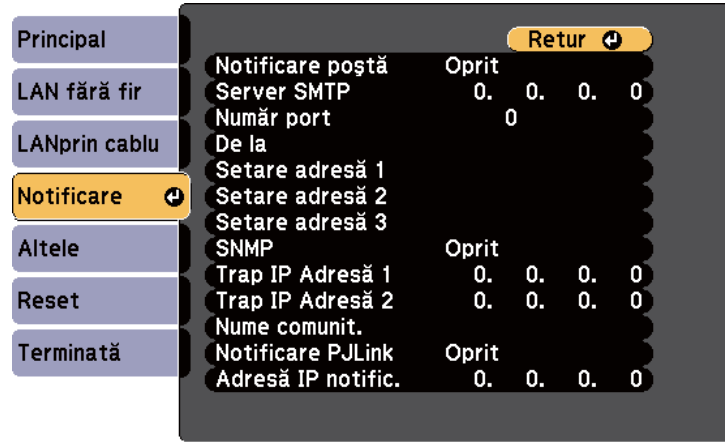 Principal
LAN fără fir
LANprin cablu
Notificare
Altele
Reset
Terminată
Retur
Notificare poştă Oprit
Server SMTP 0. 0. 0. 0
Număr port 0
De la
Setare adresă 1
Setare adresă 2
Setare adresă 3
SNMP Oprit
Trap IP Adresă 1 0. 0. 0. 0
Trap IP Adresă 2 0. 0. 0. 0
Nume comunit.
Notificare PJLink Oprit
Adresă IP notific. 0. 0. 0. 0